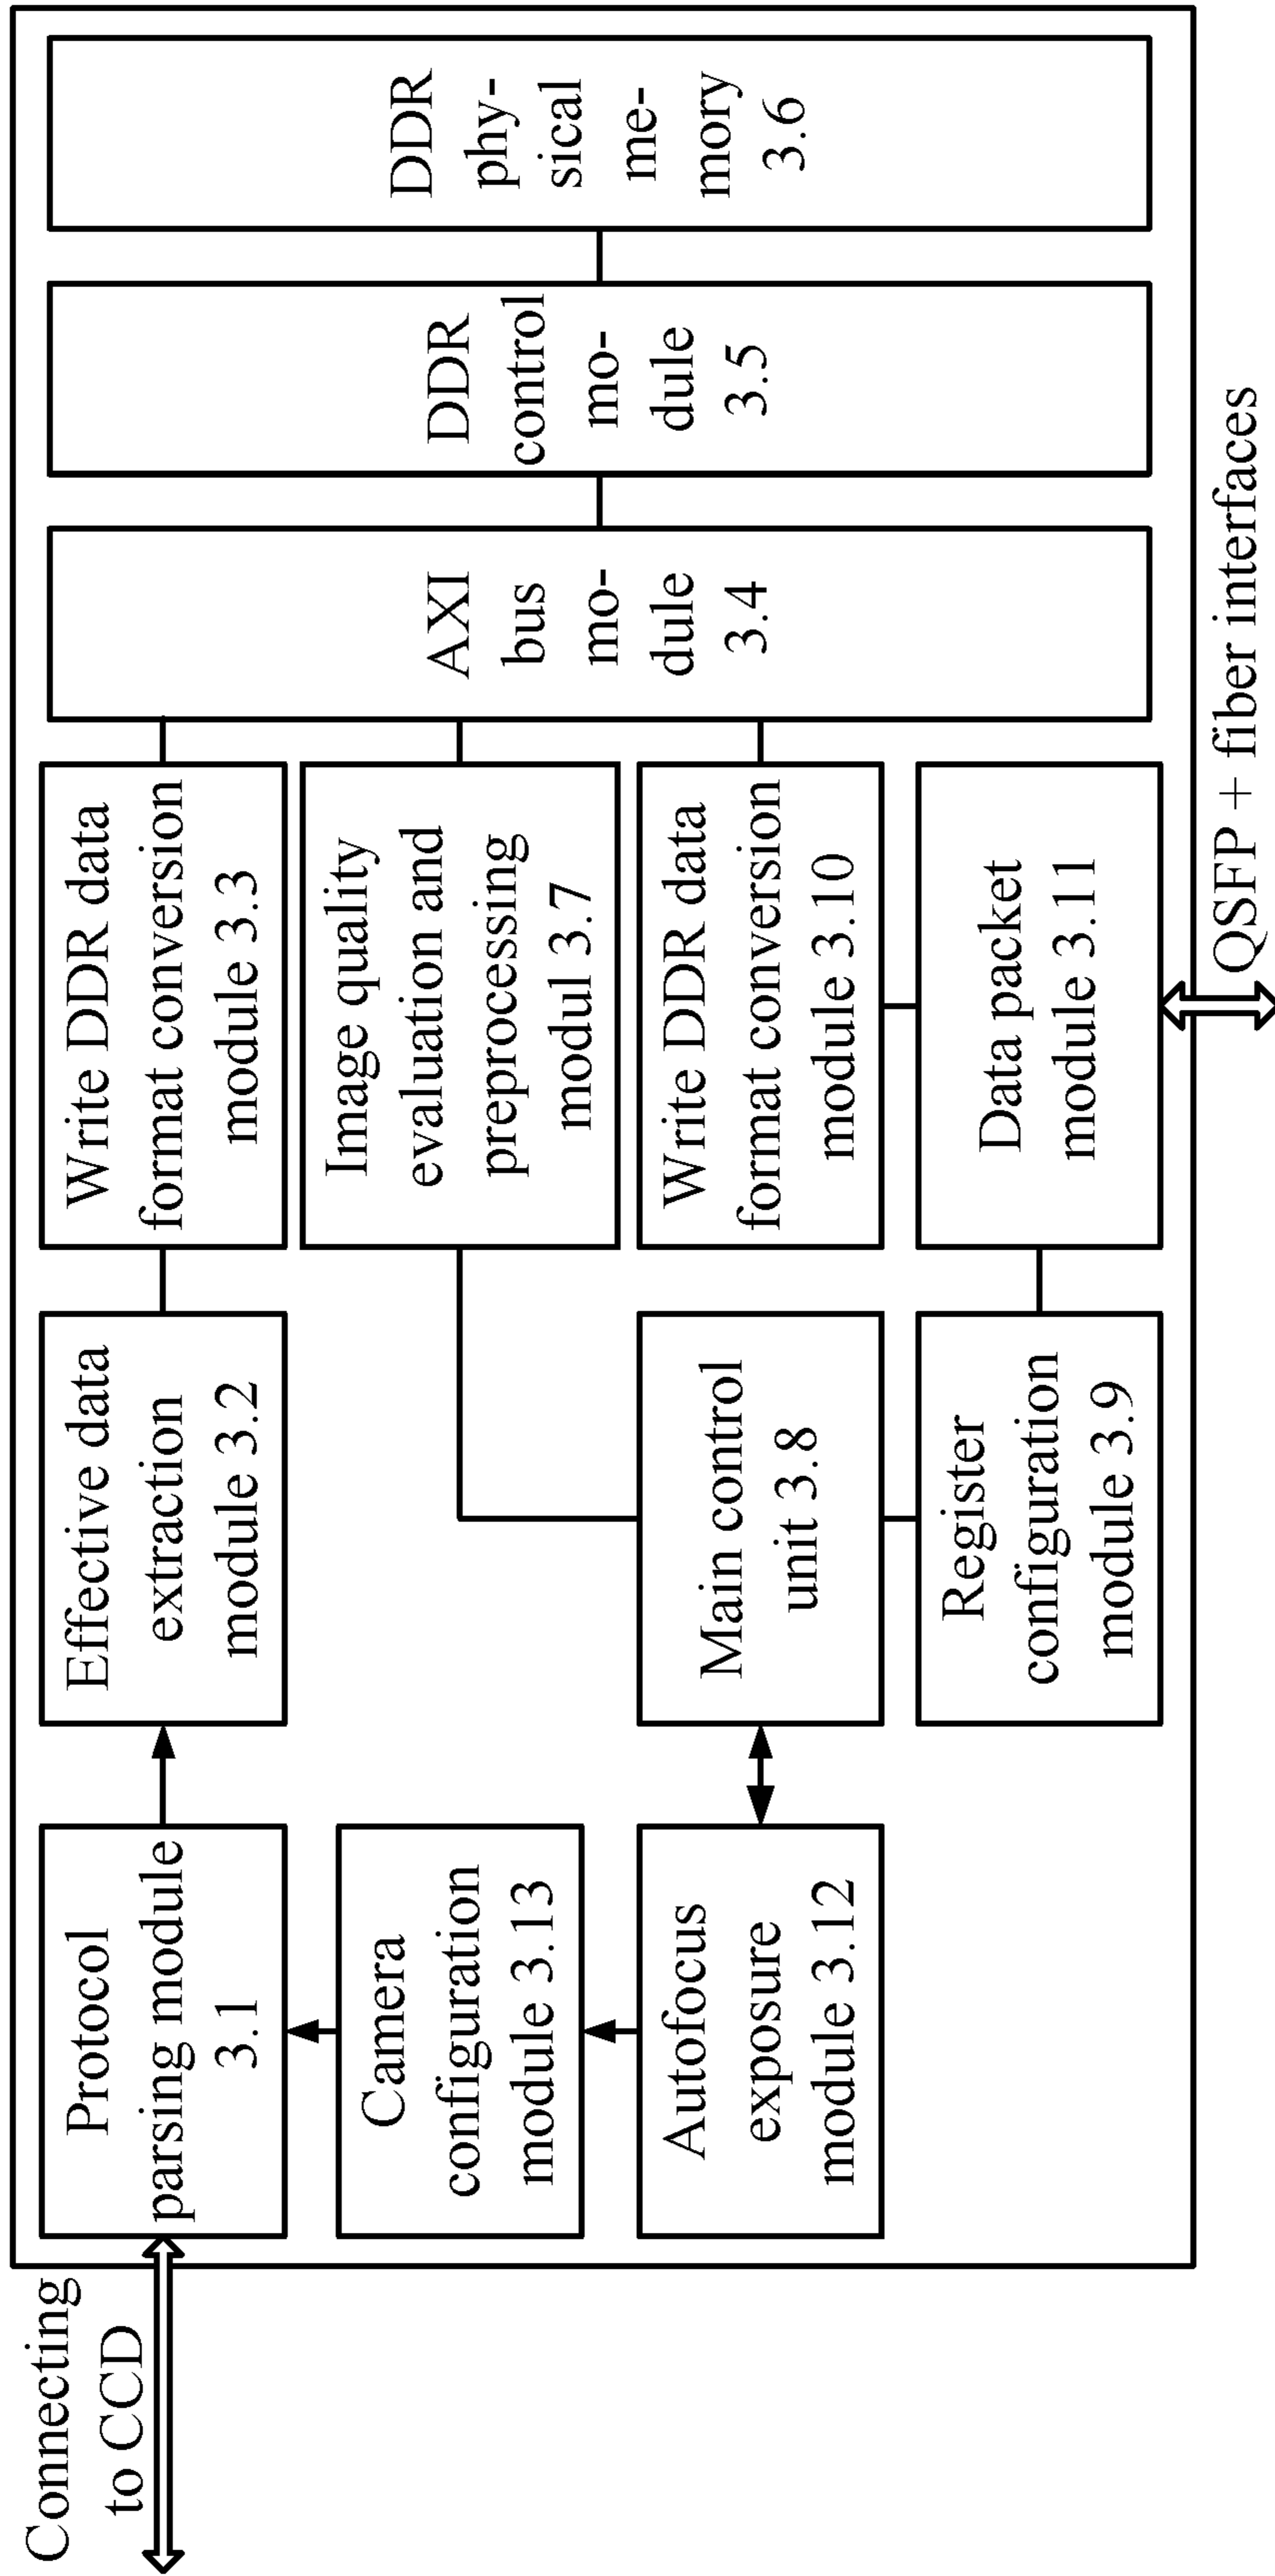 Connecting
to CCD
Protocol
parsing module
3.1
Effective data
extraction
module 3.2
Write DDR data
format conversion
module 3.3
AXI
bus
mo-
dule
3.4
DDR
control
mo-
dule
3.5
DDR
phy-
sical
me-
mory
3.6
Camera
configuration
module 3.13
Image quality
evaluation and
preprocessing
modul 3.7
Autofocus
exposure
module 3.12
Main control
unit 3.8
Write DDR data
format conversion
module 3.10
Register
configuration
module 3.9
Data packet
module 3.11
QSFP + fiber interfaces